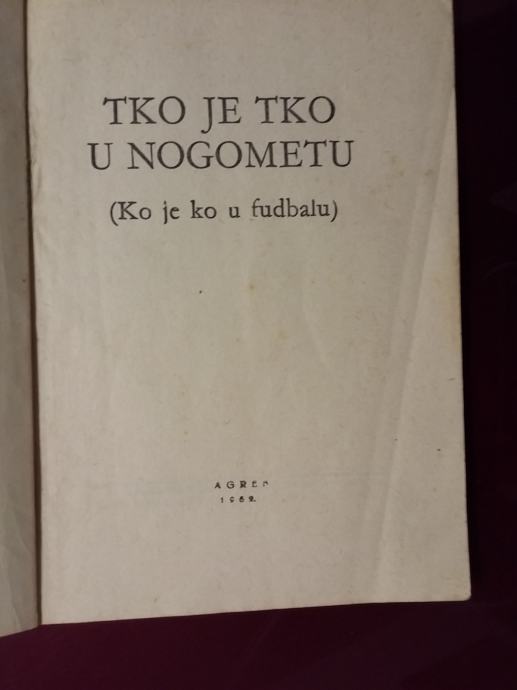 TKO JE TKO
U NOGOMETU
(Ko je ko u fudbalu)